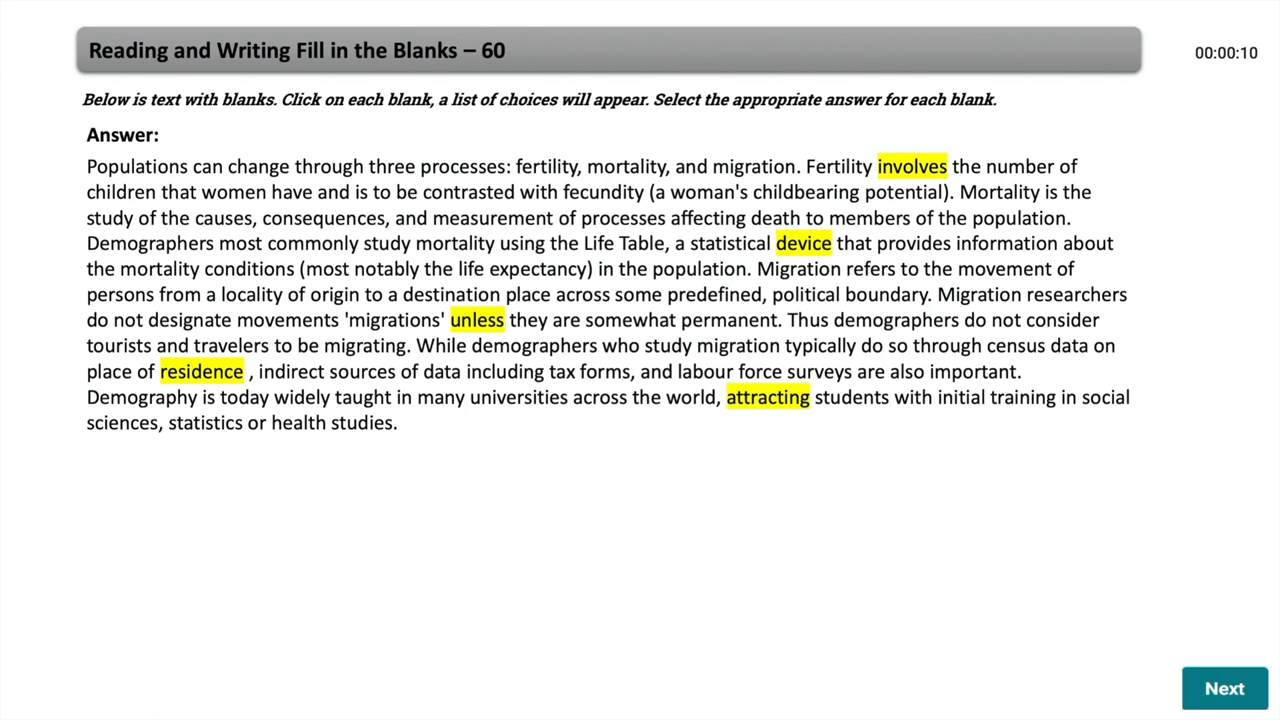 Reading and Writing Fill in the Blanks – 60
00:00:10
Below is text with blanks. Click on each blank, a list of choices will appear. Select the appropriate answer for each blank.
Answer:
Populations can change through three processes: fertility, mortality, and migration. Fertility involves the number of
children that women have and is to be contrasted with fecundity (a woman's childbearing potential). Mortality is the
study of the causes, consequences, and measurement of processes affecting death to members of the population.
Demographers most commonly study mortality using the Life Table, a statistical device that provides information about
the mortality conditions (most notably the life expectancy) in the population. Migration refers to the movement of
persons from a locality of origin to a destination place across some predefined, political boundary. Migration researchers
do not designate movements 'migrations' unless they are somewhat permanent. Thus demographers do not consider
tourists and travelers to be migrating. While demographers who study migration typically do so through census data on
place of residence , indirect sources of data including tax forms, and labour force surveys are also important.
Demography is today widely taught in many universities across the world, attracting students with initial training in social
sciences, statistics or health studies.
Next